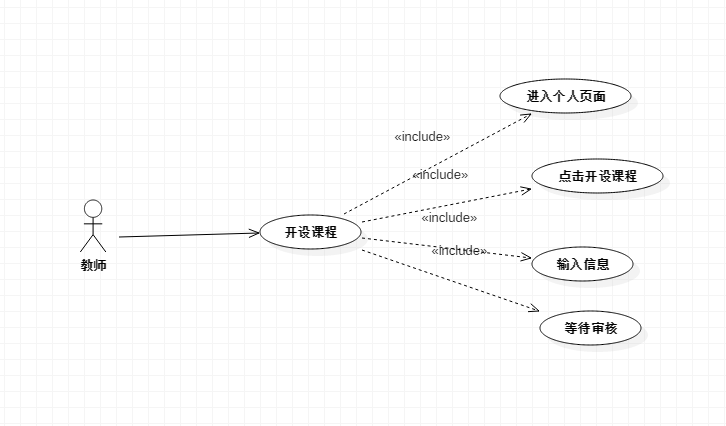 进入个人页面
«include»
«include»
点击开设课程
«include»
开设课程
«include»
教师
输入信息
等待审核